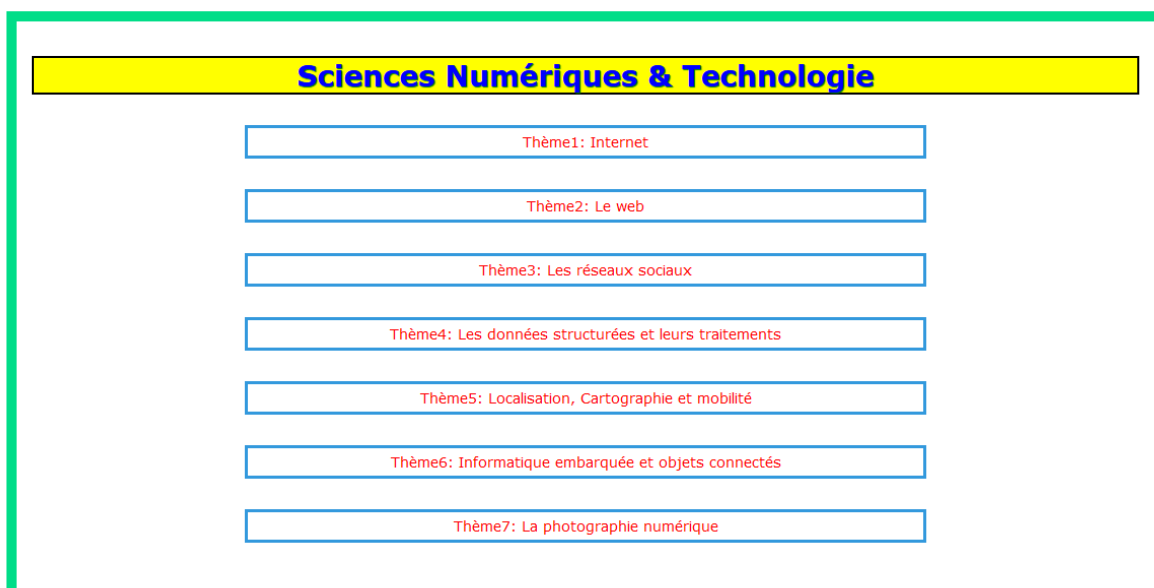 Sciences Numériques & Technologie
Thème1: Internet
Thème2: Le web
Thème3: Les réseaux sociaux
Thème4: Les données structurées et leurs traitements
Thème5: Localisation, Cartographie et mobilité
Thème6: Informatique embarquée et objets connectés
Thème7: La photographie numérique